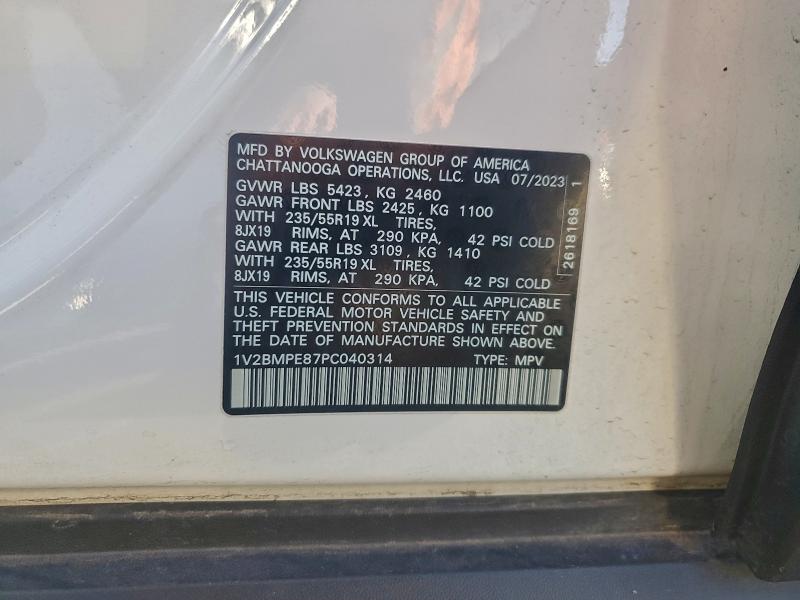 MFD BY VOLKSWAGEN GROUP OF AMERICA
CHATTANOOGA OPERATIONS, LLC. USA 07/2023
GVWR LBS 5423 , KG 2460
GAWR FRONT LBS 2425 , KG 1100
WITH 235/55R19 XL TIRES,
8JX19 RIMS, AT 290 KPA, 42 PSI COLD
GAWR REAR LBS 3109 , KG 1410
WITH 235/55R19 XL TIRES,
8JX19 RIMS, AT 290 KPA, 42 PSI COLD
2618169 1
THIS VEHICLE CONFORMS TO ALL APPLICABLE
U.S. FEDERAL MOTOR VEHICLE SAFETY AND
THEFT PREVENTION STANDARDS IN EFFECT ON
THE DATE OF MANUFACTURE SHOWN ABOVE.
1V2BMPE87PC040314 TYPE: MPV